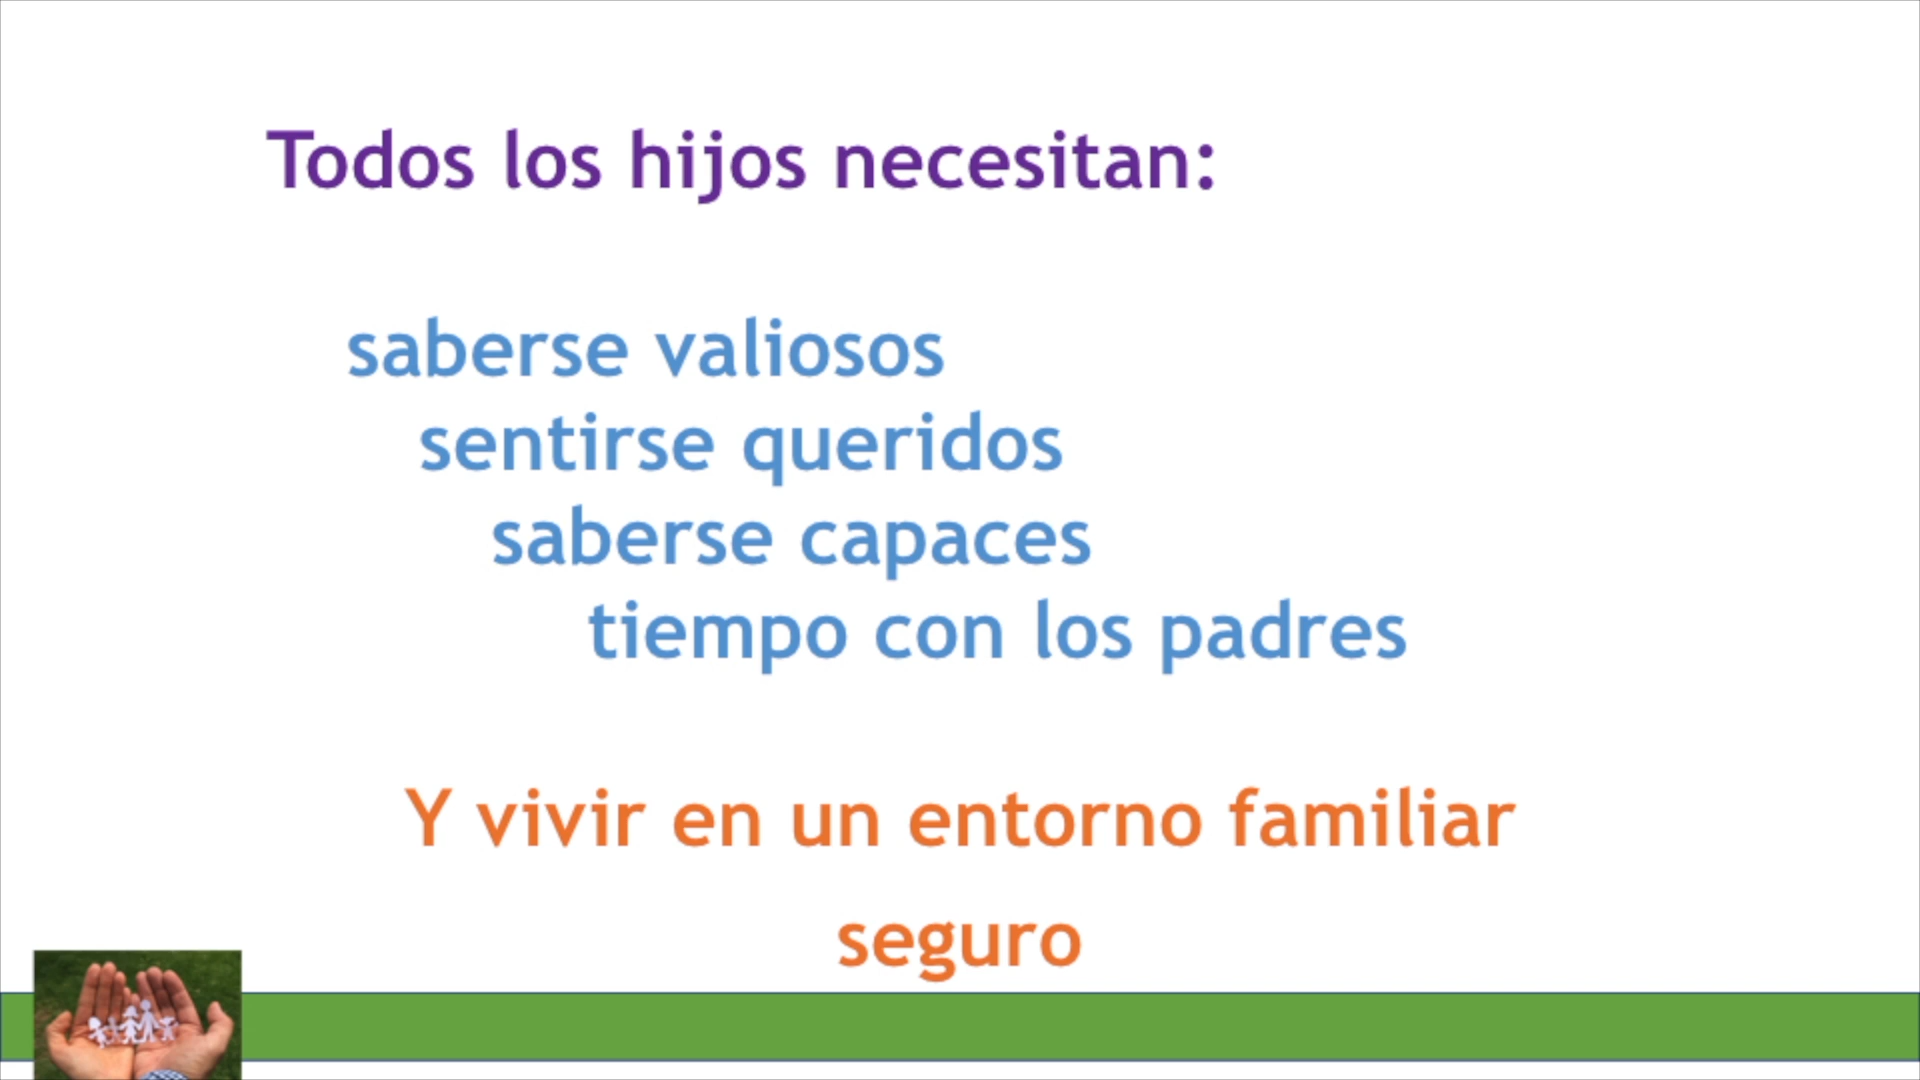 Todos los hijos necesitan:
saberse valiosos
sentirse queridos
saberse capaces
tiempo con los padres
Y vivir en un entorno familiar
seguro